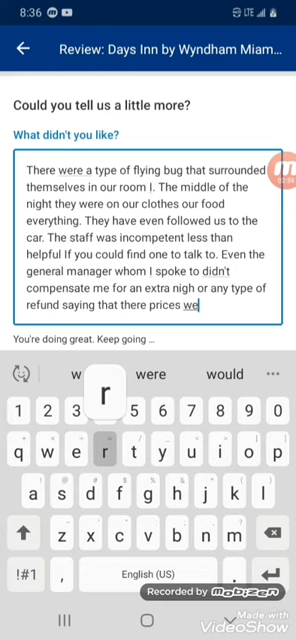 8:36 LTE
Review: Days Inn by Wyndham Miam...
Could you tell us a little more?
What didn't you like?
There were a type of flying bug that surrounded
themselves in our room I. The middle of the
night they were on our clothes our food
everything. They have even followed us to the
car. The staff was incompetent less than
helpful If you could find one to talk to. Even the
general manager whom I spoke to didn't
compensate me for an extra nigh or any type of
refund saying that there prices we
You're doing great. Keep going ...
w were would ...
r
1 2 3 5 6 7 8 9 0
q w e r t y u i o p
a s d f g h j k l
z x c v b n m
!#1 , English (US) .
Recorded by mobizen
Made with
VideoShow